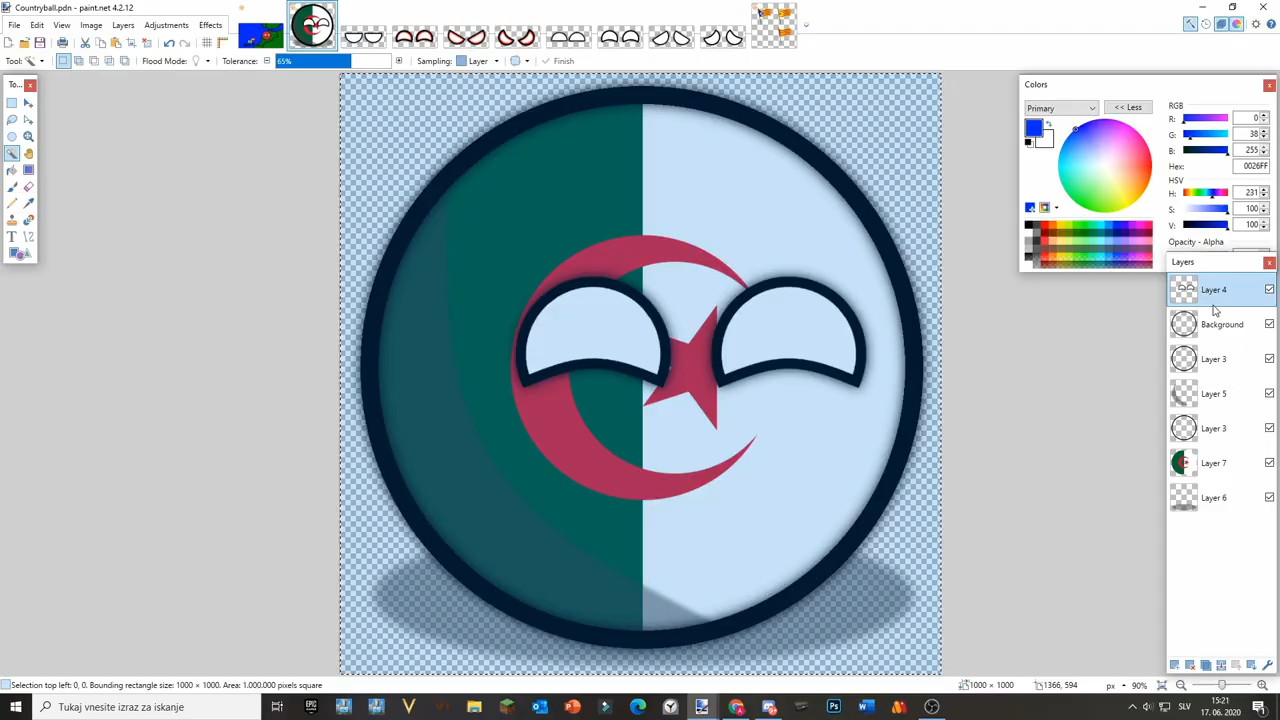 Countryball.pdn - paint.net 4.2.12
File Edit View Image Layers Adjustments Effects
Tool: Flood Mode: Tolerance: 65% Sampling: Layer Finish
To...
Colors
Primary
<< Less
RGB
R: 0
G: 38
B: 255
Hex: 0026FF
HSV
H: 231
S: 100
V: 100
Opacity - Alpha
Layers
Layer 4
Background
Layer 3
Layer 5
Layer 3
Layer 7
Layer 6
Selection top left: 0, 0. Bounding rectangle size: 1000 × 1000. Area: 1.000.000 pixels square
1000 × 1000
1366, 594
px
90%
Tukaj vnesite izraz za iskanje
EPIC
SLV
15:21
17. 06. 2020